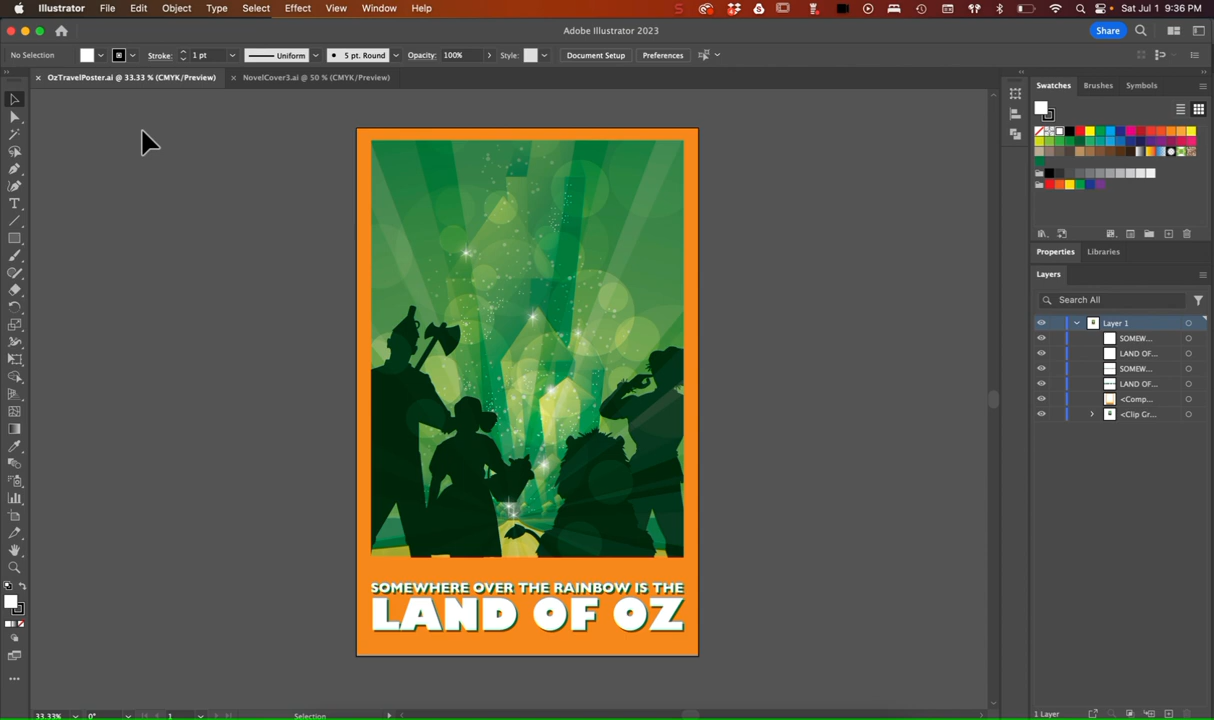 Illustrator File Edit Object Type Select Effect View Window Help
Sat Jul 1 9:36 PM
Adobe Illustrator 2023
Share
No Selection
Stroke: 1 pt
Uniform
5 pt. Round
Opacity: 100%
Style:
Document Setup
Preferences
OzTravelPoster.ai @ 33.33 % (CMYK/Preview)
NovelCover3.ai @ 50 % (CMYK/Preview)
Swatches Brushes Symbols
Properties Libraries
Layers
Search All
Layer 1
SOMEW...
LAND OF...
SOMEW...
LAND OF...
<Comp...
<Clip Gr...
SOMEWHERE OVER THE RAINBOW IS THE
LAND OF OZ
33.33%
0°
1
Selection
1 Layer